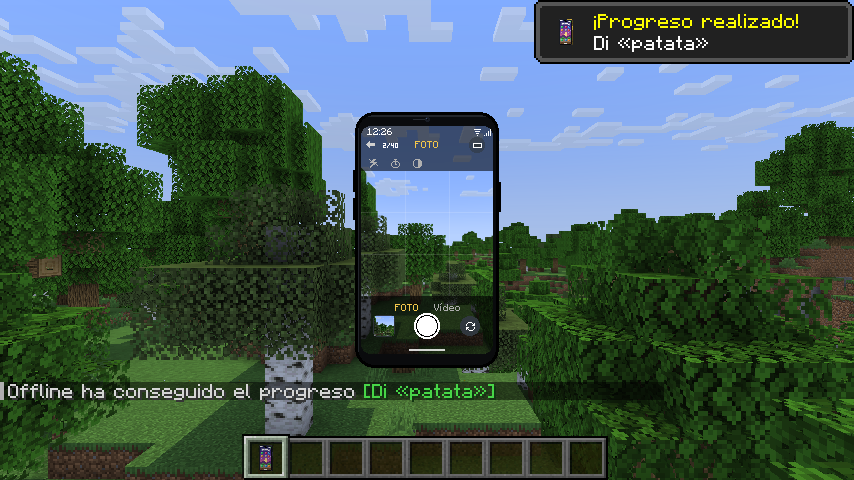 ¡Progreso realizado!
Di «patata»
12:26
2/40 FOTO
FOTO Vídeo
Offline ha conseguido el progreso [Di «patata»]